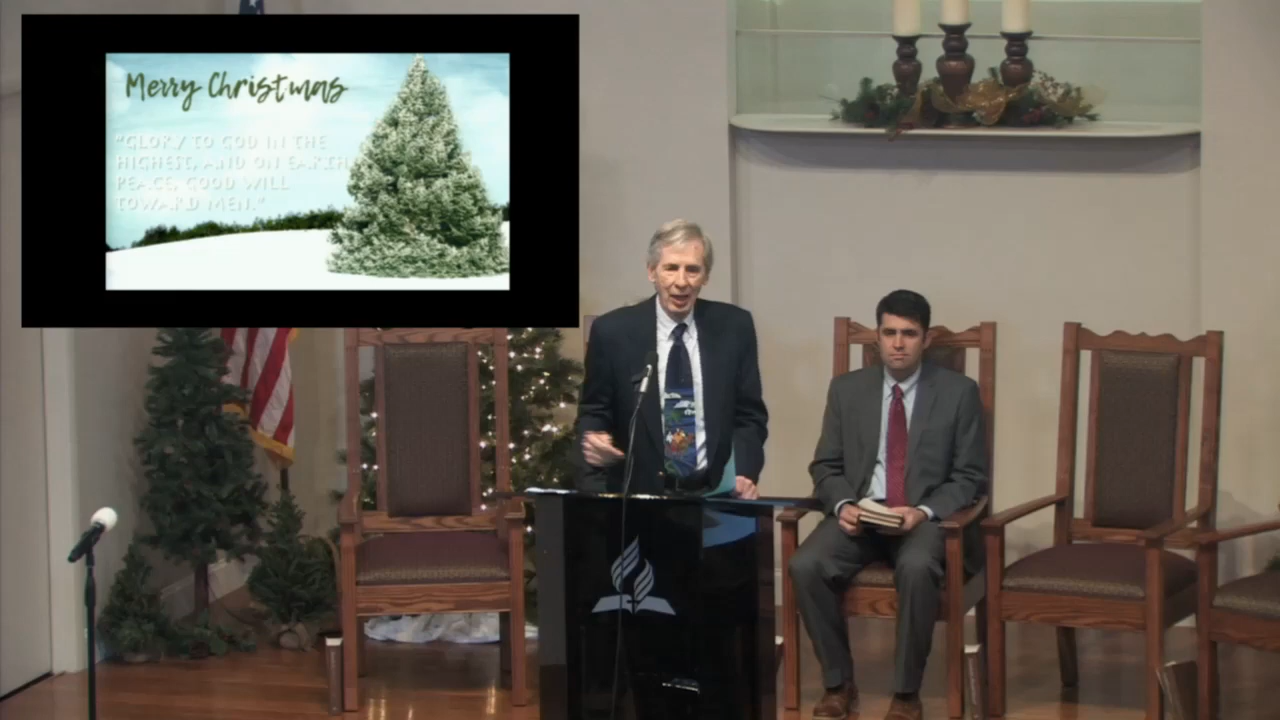 Merry Christmas
"GLORY TO GOD IN THE
HIGHEST, AND ON EARTH
PEACE, GOOD WILL
TOWARD MEN."